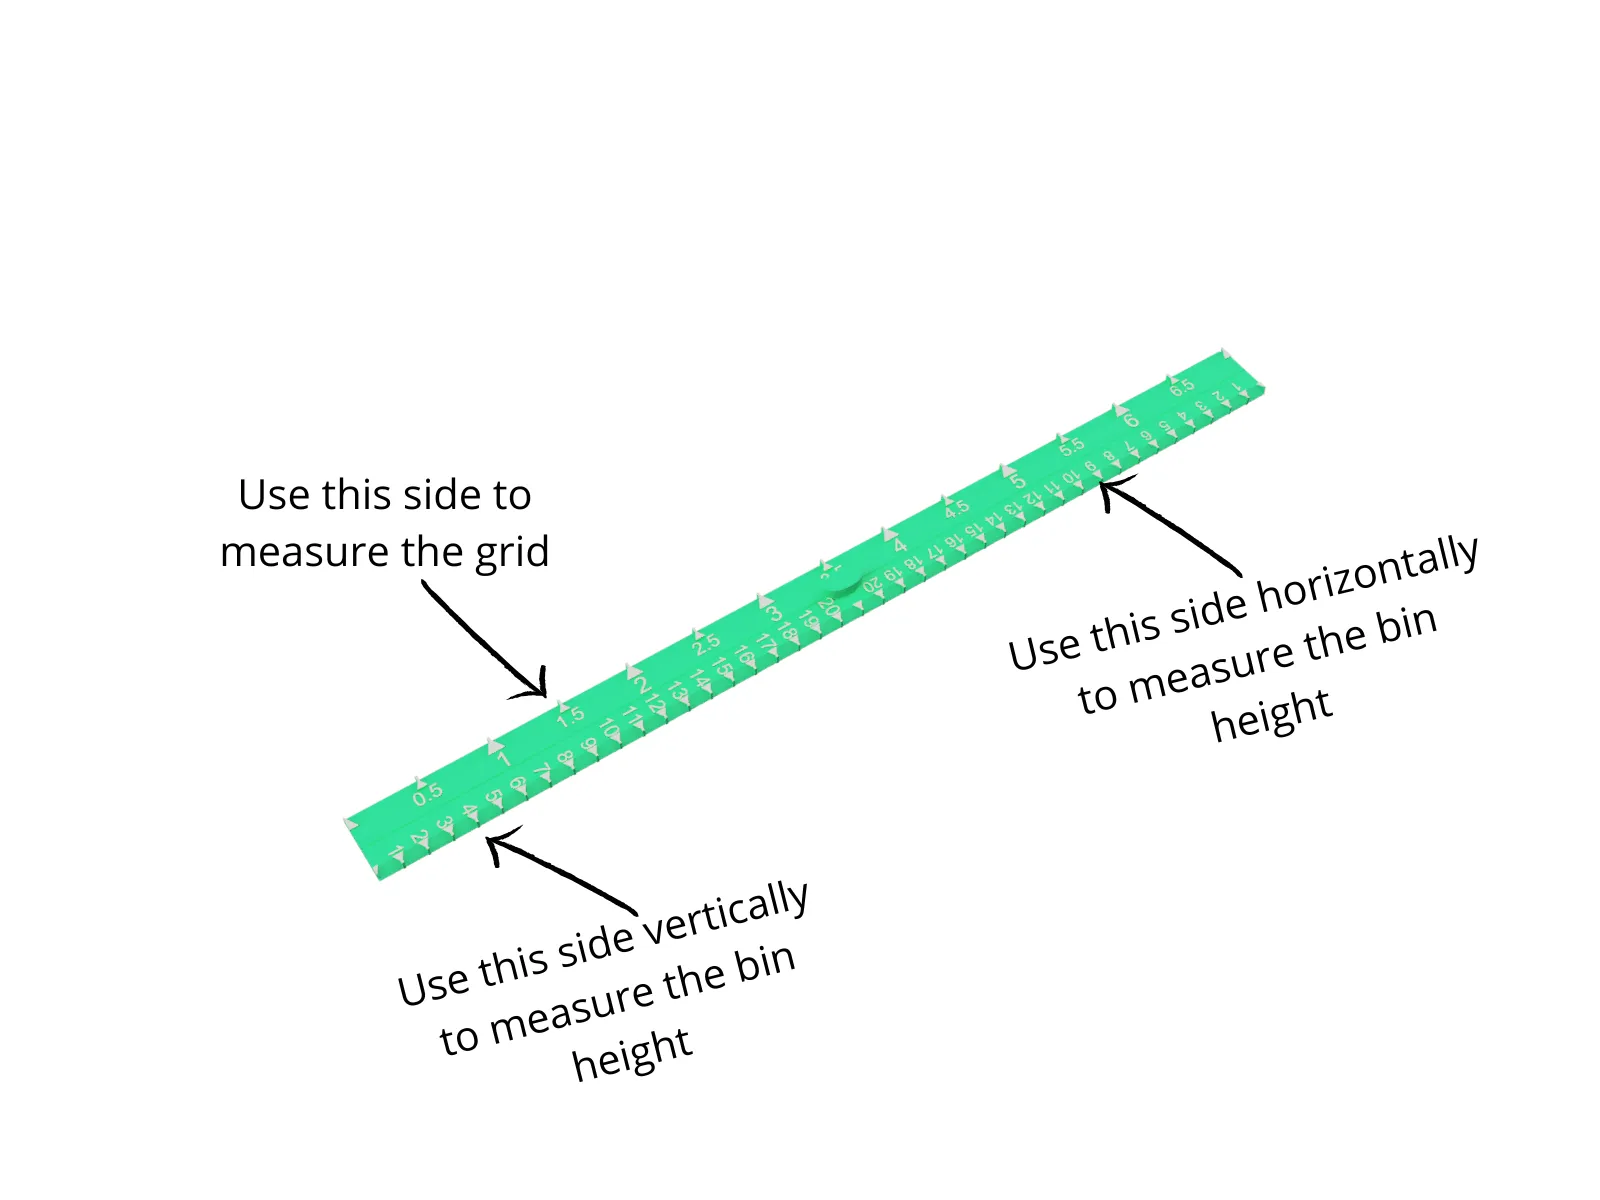 Use this side to
measure the grid
0.5 1 1.5 2 2.5 3 4 4.5 5 5.5 6 6.5
1 2 3 4 5 6 7 8 9 10 11 12 13 14 15 16 17 18 19 20
20 19 18 17 16 15 14 13 12 11 10 9 8 7 6 5 4 3 2 1
Use this side horizontally
to measure the bin
height
Use this side vertically
to measure the bin
height